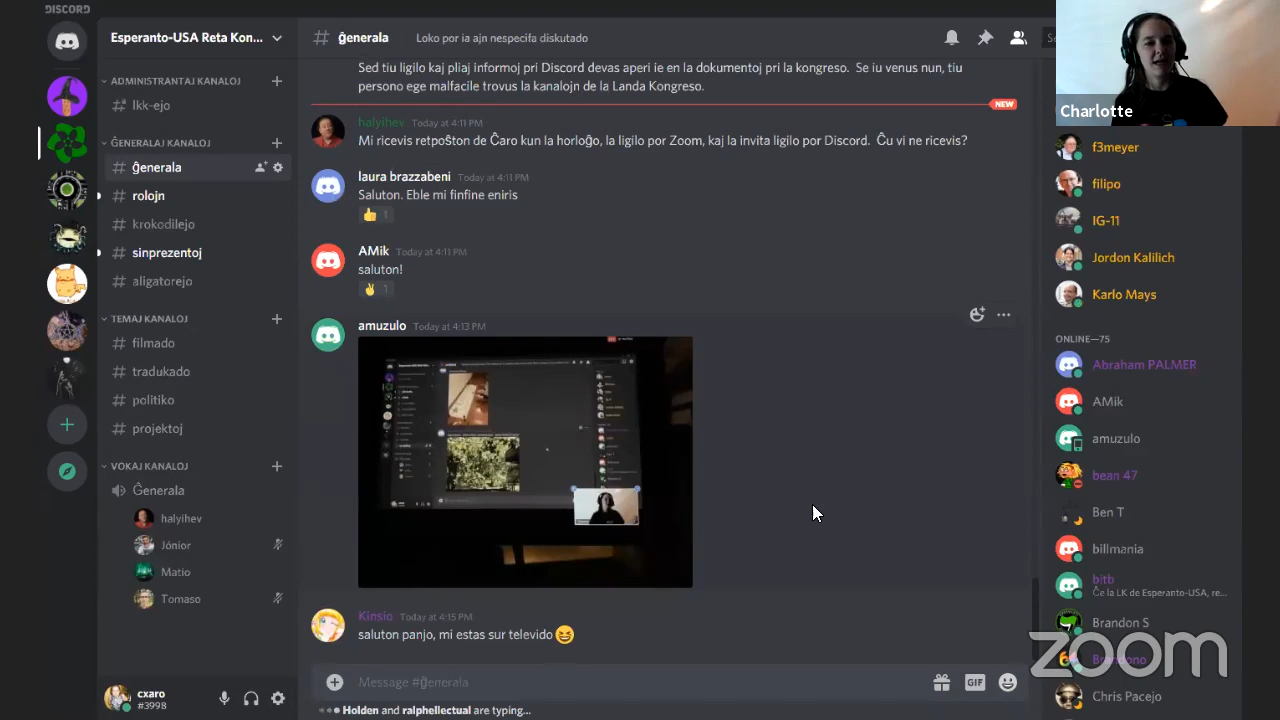 DISCORD
Esperanto-USA Reta Kon...
ADMINISTRANTAJ KANALOJ
lkk-ejo
ĜENERALAJ KANALOJ
ĝenerala
rolojn
krokodilejo
sinprezentoj
aligatorejo
TEMAJ KANALOJ
filmado
tradukado
politiko
projektoj
VOKAJ KANALOJ
Ĝenerala
halyihev
Jónior
Matio
Tomaso
cxaro
#3998
# ĝenerala Loko por ia ajn nespecifa diskutado
Sed tiu ligilo kaj pliaj informoj pri Discord devas aperi ie en la dokumentoj pri la kongreso. Se iu venus nun, tiu
persono ege malfacile trovus la kanalojn de la Landa Kongreso.
NEW
halyihev Today at 4:11 PM
Mi ricevis retpoŜton de Ĉaro kun la horloĝo, la ligilo por Zoom, kaj la invita ligilo por Discord. Ĉu vi ne ricevis?
laura brazzabeni Today at 4:11 PM
Saluton. Eble mi finfine eniris
1
AMik Today at 4:11 PM
saluton!
1
amuzulo Today at 4:13 PM
Kinsio Today at 4:15 PM
saluton panjo, mi estas sur televido
Message #ĝenerala
GIF
Holden and ralphellectual are typing...
Charlotte
f3meyer
filipo
IG-11
Jordon Kalilich
Karlo Mays
ONLINE—75
Abraham PALMER
AMik
amuzulo
bean 47
Ben T
billmania
bitb
Ĉe la LK de Esperanto-USA, re...
Brandon S
Brandono
Chris Pacejo
zoom